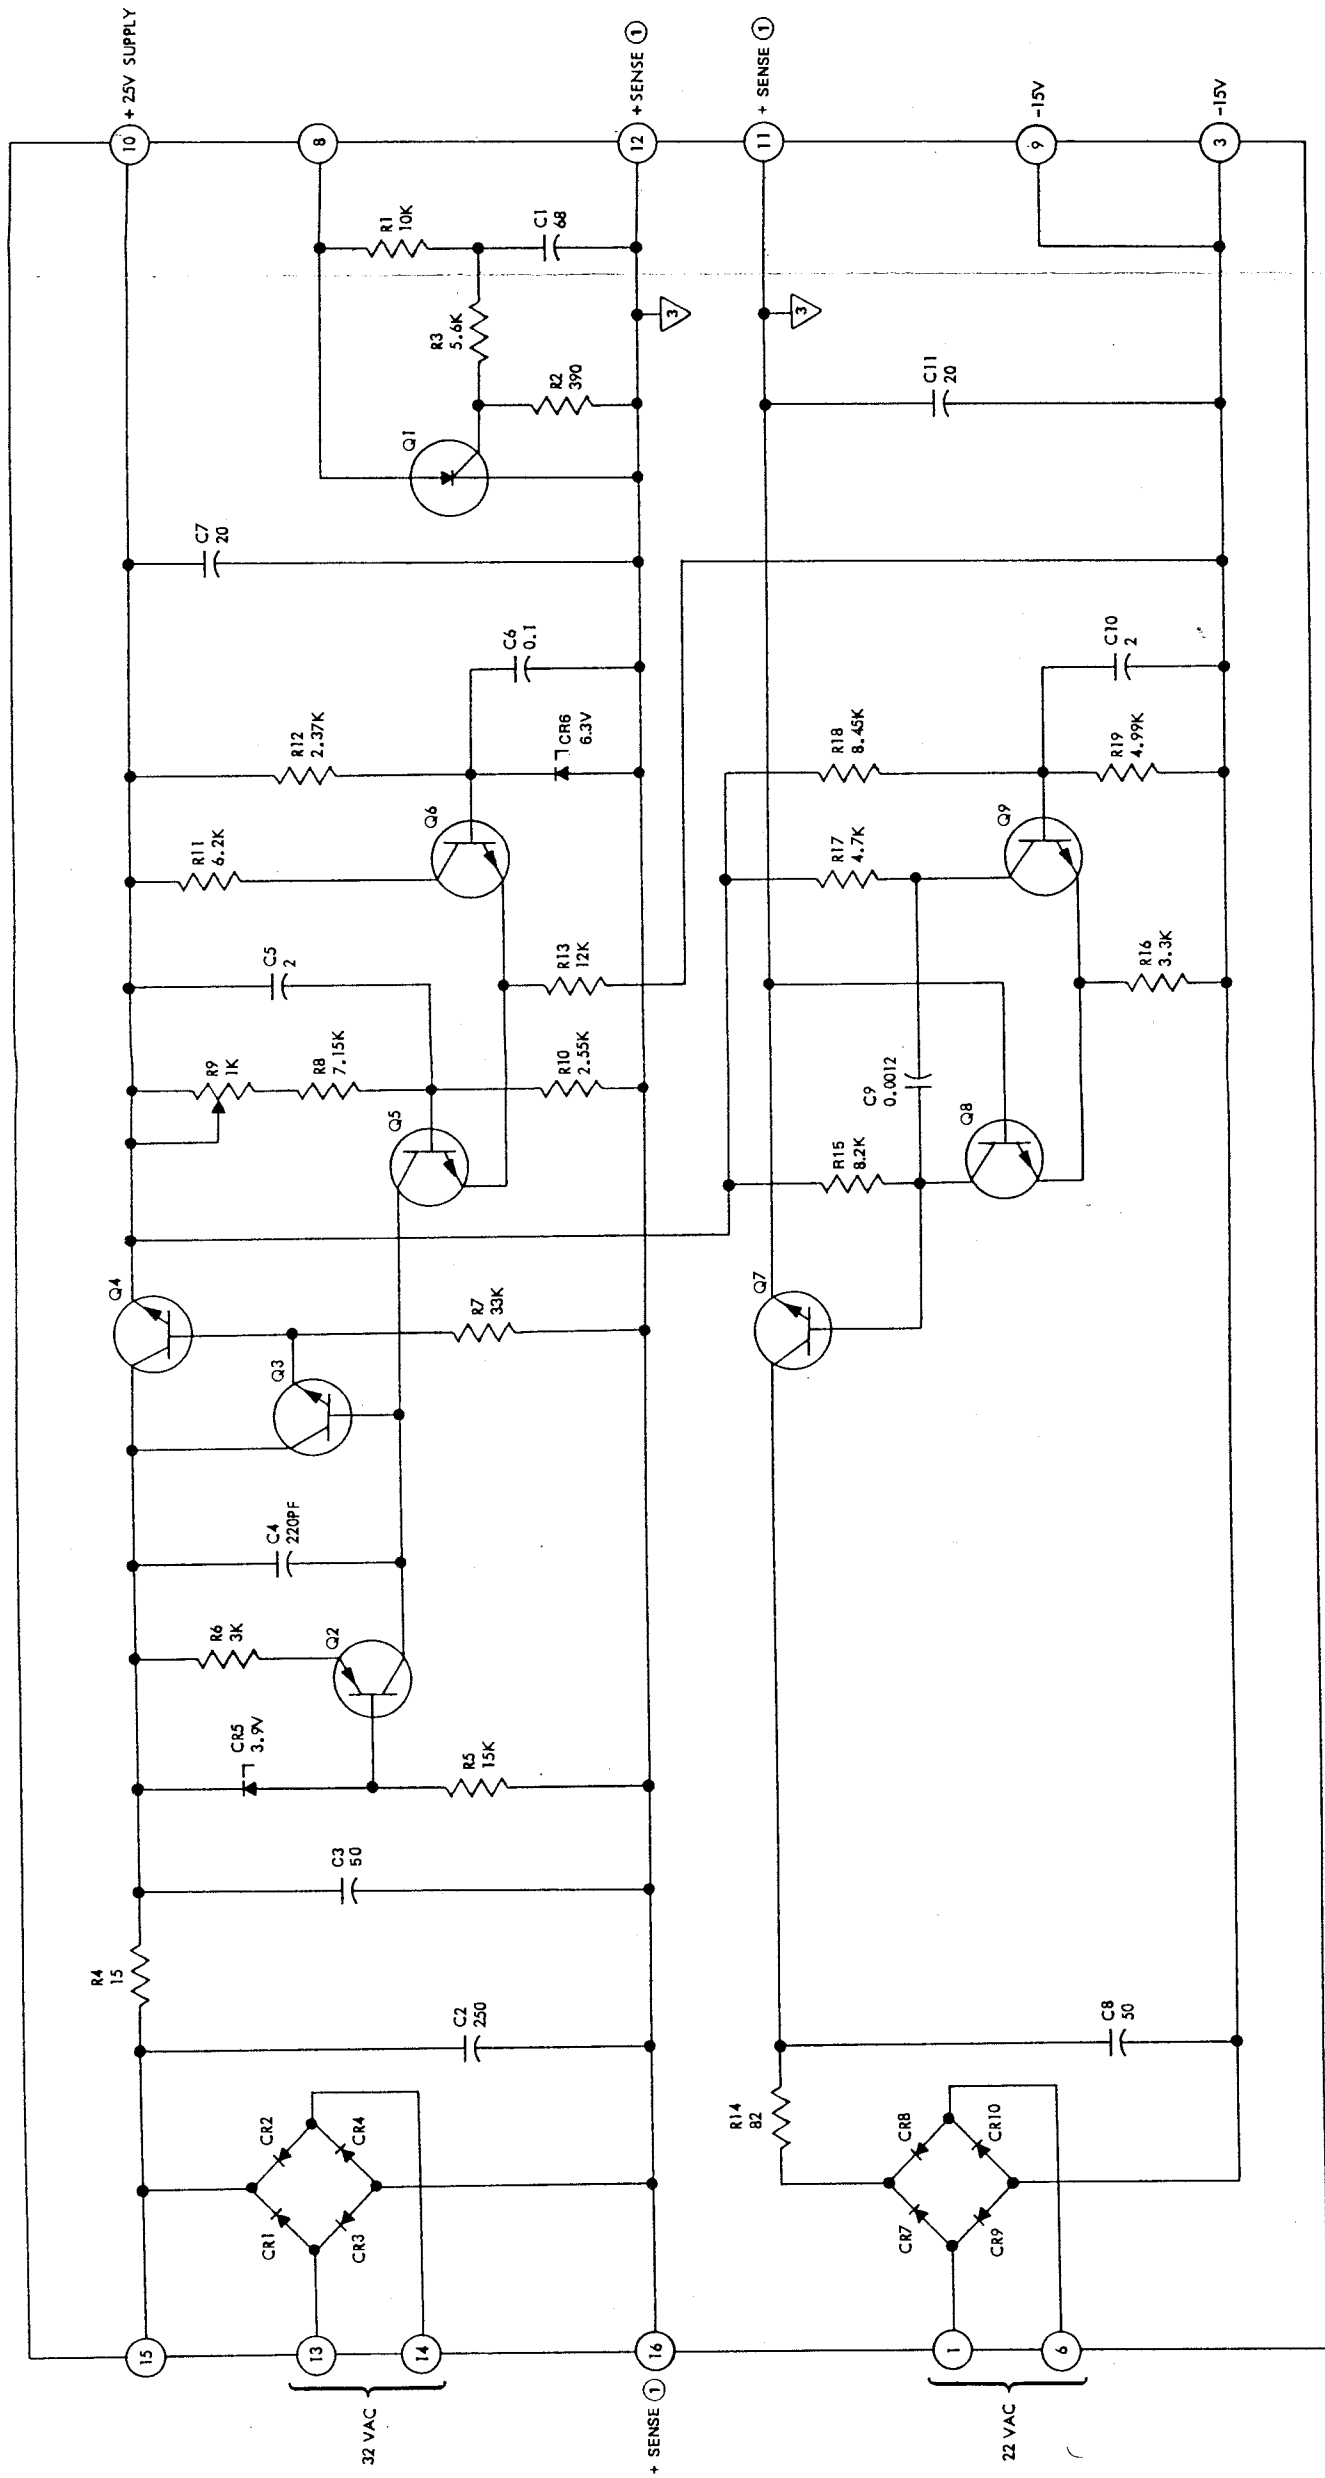 + 25V SUPPLY
10
8
+ SENSE 1
12
+ SENSE 1
11
-15V
9
-15V
3
R1
10K
C1
68
R3
5.6K
R2
390
Q1
3
3
C7
20
C11
20
C6
0.1
R12
2.37K
CR6
6.3V
R11
6.2K
Q6
C5
2
R13
12K
R9
1K
R8
7.15K
R10
2.55K
Q5
C10
2
R18
8.45K
R19
4.99K
R17
4.7K
Q9
R16
3.3K
C9
0.0012
R15
8.2K
Q8
Q4
Q3
R7
33K
Q7
C4
220PF
R6
3K
Q2
CR5
3.9V
R5
15K
C3
50
R4
15
C2
250
C8
50
R14
82
CR2
CR4
CR1
CR3
CR8
CR10
CR7
CR9
15
13
14
16
1
6
32 VAC
+ SENSE 1
22 VAC